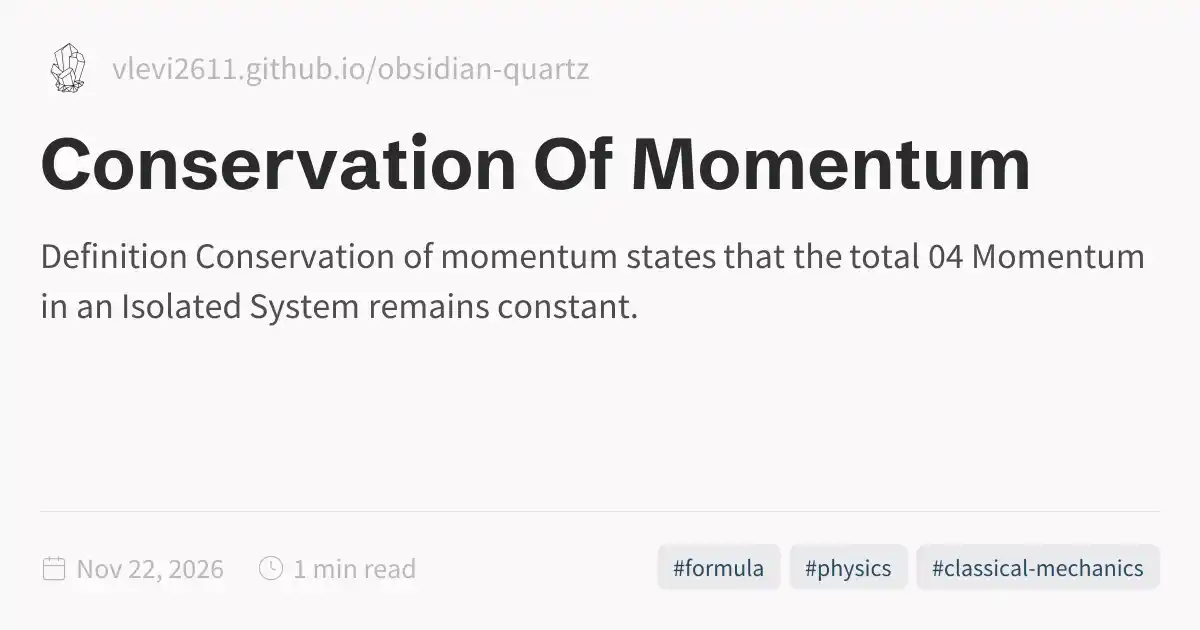 vlevi2611.github.io/obsidian-quartz
Conservation Of Momentum
Definition Conservation of momentum states that the total 04 Momentum
in an Isolated System remains constant.
Nov 22, 2026 1 min read #formula #physics #classical-mechanics